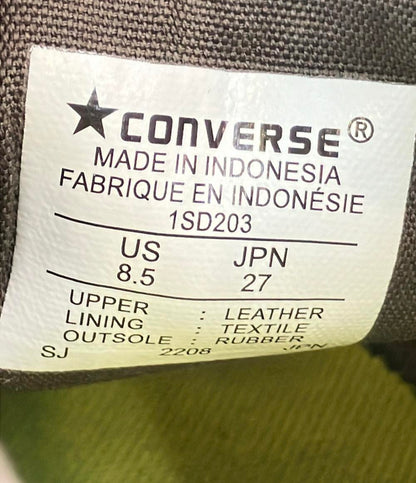 ★CONVERSE®
MADE IN INDONESIA
FABRIQUE EN INDONÉSIE
1SD203
US JPN
8.5 27
UPPER : LEATHER
LINING : TEXTILE
OUTSOLE : RUBBER
SJ 2208 JPN